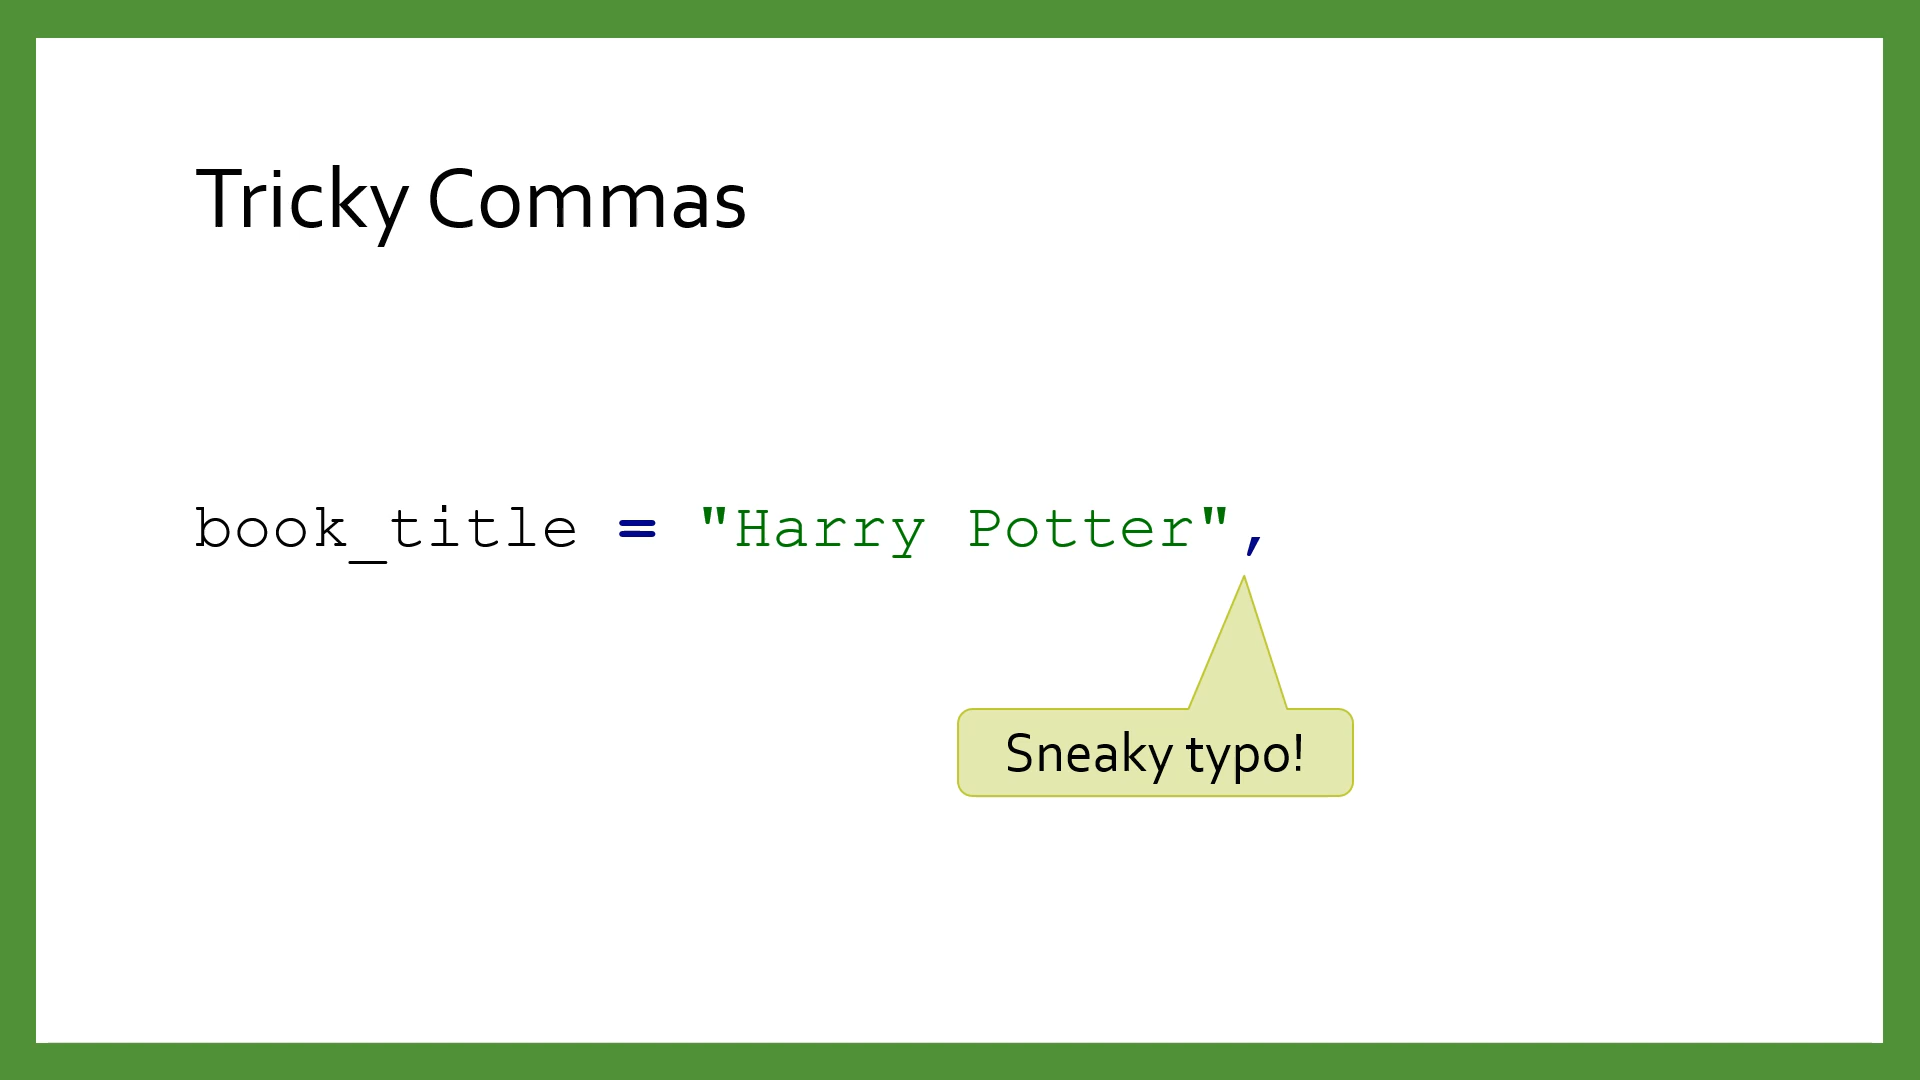 Tricky Commas
book_title = "Harry Potter",
Sneaky typo!